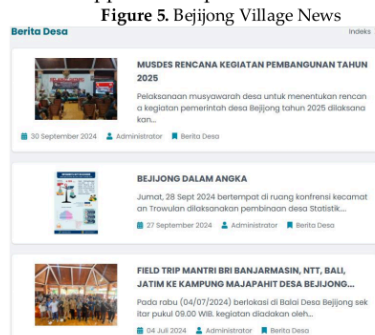 Figure 5. Bejijong Village News
Berita Desa
Indeks
MUSDES RENCANA KEGIATAN PEMBANGUNAN TAHUN
2025
Pelaksanaan musyawarah desa untuk menentukan rencan
a kegiatan pemerintah desa Bejijong tahun 2025 dilaksana
kan...
30 September 2024 Administrator Berita Desa
BEJIJONG DALAM ANGKA
Jumat, 28 Sept 2024 bertempat di ruang konfrensi kecamat
an Trowulan dilaksanakan pembinaan desa Statistik...
27 September 2024 Administrator Berita Desa
FIELD TRIP MANTRI BRI BANJARMASIN, NTT, BALI,
JATIM KE KAMPUNG MAJAPAHIT DESA BEJIJONG...
Pada rabu (04/07/2024) berlokasi di Balai Desa Bejijong sek
itar pukul 09.00 WIB. kegiatan diadakan oleh...
04 Juli 2024 Administrator Berita Desa